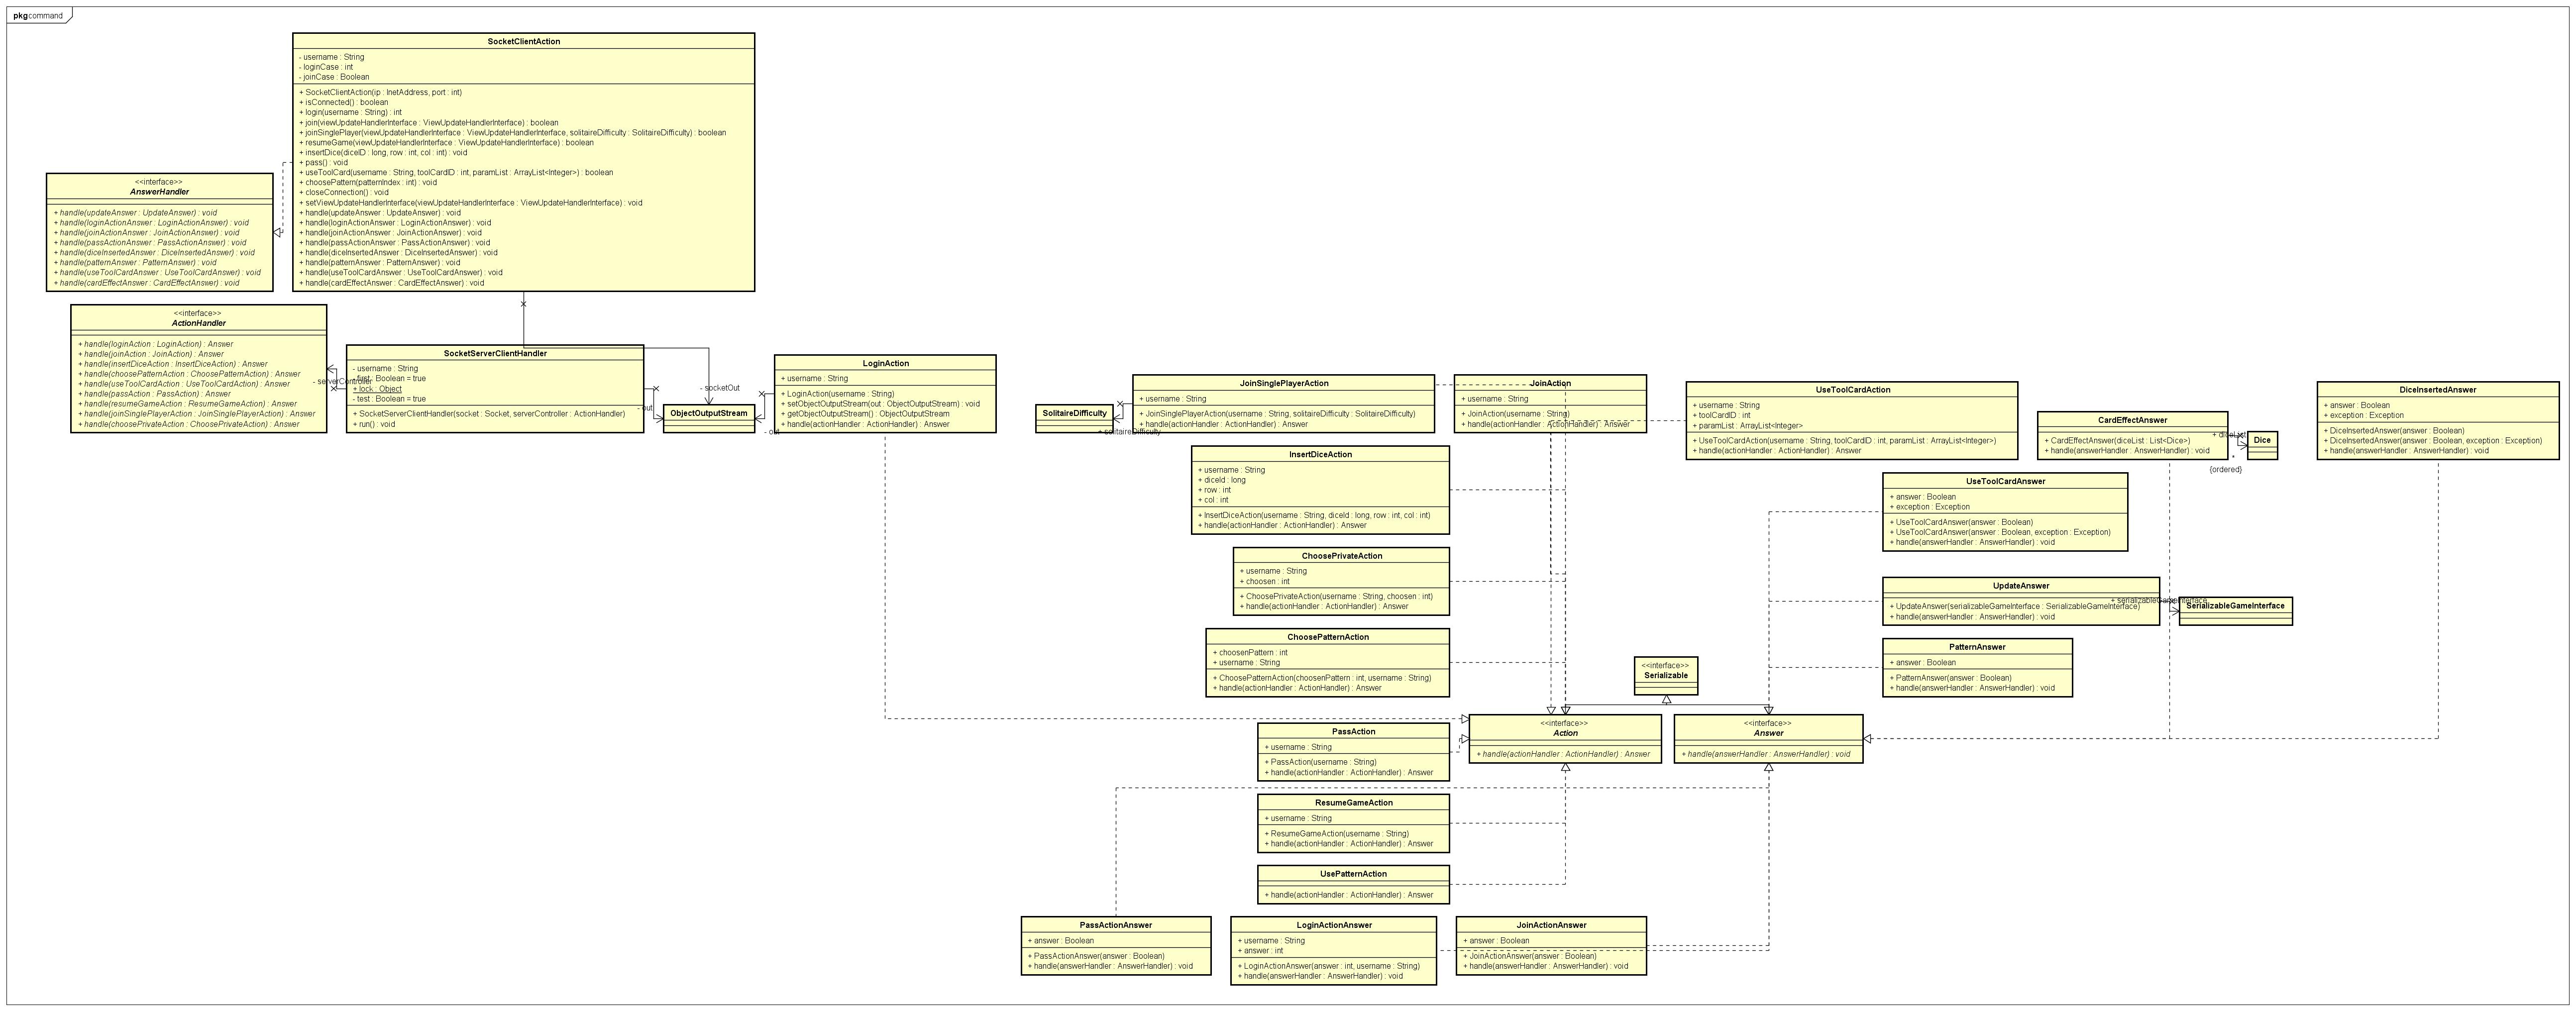 pkg command
SocketClientAction
- username : String
- loginCase : int
- joinCase : Boolean
+ SocketClientAction(ip : InetAddress, port : int)
+ isConnected() : boolean
+ login(username : String) : int
+ join(viewUpdateHandlerInterface : ViewUpdateHandlerInterface) : boolean
+ joinSinglePlayer(viewUpdateHandlerInterface : ViewUpdateHandlerInterface, solitaireDifficulty : SolitaireDifficulty) : boolean
+ resumeGame(viewUpdateHandlerInterface : ViewUpdateHandlerInterface) : boolean
+ insertDice(diceID : long, row : int, col : int) : void
+ pass() : void
+ useToolCard(username : String, toolCardID : int, paramList : ArrayList<Integer>) : boolean
+ choosePattern(patternIndex : int) : void
+ closeConnection() : void
+ setViewUpdateHandlerInterface(viewUpdateHandlerInterface : ViewUpdateHandlerInterface) : void
+ handle(updateAnswer : UpdateAnswer) : void
+ handle(loginActionAnswer : LoginActionAnswer) : void
+ handle(joinActionAnswer : JoinActionAnswer) : void
+ handle(passActionAnswer : PassActionAnswer) : void
+ handle(diceInsertedAnswer : DiceInsertedAnswer) : void
+ handle(patternAnswer : PatternAnswer) : void
+ handle(useToolCardAnswer : UseToolCardAnswer) : void
+ handle(cardEffectAnswer : CardEffectAnswer) : void
<<interface>>
AnswerHandler
+ handle(updateAnswer : UpdateAnswer) : void
+ handle(loginActionAnswer : LoginActionAnswer) : void
+ handle(joinActionAnswer : JoinActionAnswer) : void
+ handle(passActionAnswer : PassActionAnswer) : void
+ handle(diceInsertedAnswer : DiceInsertedAnswer) : void
+ handle(patternAnswer : PatternAnswer) : void
+ handle(useToolCardAnswer : UseToolCardAnswer) : void
+ handle(cardEffectAnswer : CardEffectAnswer) : void
<<interface>>
ActionHandler
+ handle(loginAction : LoginAction) : Answer
+ handle(joinAction : JoinAction) : Answer
+ handle(insertDiceAction : InsertDiceAction) : Answer
+ handle(choosePatternAction : ChoosePatternAction) : Answer
+ handle(useToolCardAction : UseToolCardAction) : Answer
+ handle(passAction : PassAction) : Answer
+ handle(resumeGameAction : ResumeGameAction) : Answer
+ handle(joinSinglePlayerAction : JoinSinglePlayerAction) : Answer
+ handle(choosePrivateAction : ChoosePrivateAction) : Answer
- serverController
SocketServerClientHandler
- username : String
- first : Boolean = true
+ lock : Object
- test : Boolean = true
+ SocketServerClientHandler(socket : Socket, serverController : ActionHandler)
+ run() : void
- out
- socketOut
ObjectOutputStream
- out
LoginAction
+ username : String
+ LoginAction(username : String)
+ setObjectOutputStream(out : ObjectOutputStream) : void
+ getObjectOutputStream() : ObjectOutputStream
+ handle(actionHandler : ActionHandler) : Answer
SolitaireDifficulty
+ solitaireDifficulty
JoinSinglePlayerAction
+ username : String
+ JoinSinglePlayerAction(username : String, solitaireDifficulty : SolitaireDifficulty)
+ handle(actionHandler : ActionHandler) : Answer
JoinAction
+ username : String
+ JoinAction(username : String)
+ handle(actionHandler : ActionHandler) : Answer
UseToolCardAction
+ username : String
+ toolCardID : int
+ paramList : ArrayList<Integer>
+ UseToolCardAction(username : String, toolCardID : int, paramList : ArrayList<Integer>)
+ handle(actionHandler : ActionHandler) : Answer
CardEffectAnswer
+ CardEffectAnswer(diceList : List<Dice>)
+ handle(answerHandler : AnswerHandler) : void
+ diceList
*
{ordered}
Dice
DiceInsertedAnswer
+ answer : Boolean
+ exception : Exception
+ DiceInsertedAnswer(answer : Boolean)
+ DiceInsertedAnswer(answer : Boolean, exception : Exception)
+ handle(answerHandler : AnswerHandler) : void
InsertDiceAction
+ username : String
+ diceId : long
+ row : int
+ col : int
+ InsertDiceAction(username : String, diceId : long, row : int, col : int)
+ handle(actionHandler : ActionHandler) : Answer
UseToolCardAnswer
+ answer : Boolean
+ exception : Exception
+ UseToolCardAnswer(answer : Boolean)
+ UseToolCardAnswer(answer : Boolean, exception : Exception)
+ handle(answerHandler : AnswerHandler) : void
ChoosePrivateAction
+ username : String
+ choosen : int
+ ChoosePrivateAction(username : String, choosen : int)
+ handle(actionHandler : ActionHandler) : Answer
UpdateAnswer
+ UpdateAnswer(serializableGameInterface : SerializableGameInterface)
+ handle(answerHandler : AnswerHandler) : void
+ serializableGameInterface
SerializableGameInterface
ChoosePatternAction
+ choosenPattern : int
+ username : String
+ ChoosePatternAction(choosenPattern : int, username : String)
+ handle(actionHandler : ActionHandler) : Answer
PatternAnswer
+ answer : Boolean
+ PatternAnswer(answer : Boolean)
+ handle(answerHandler : AnswerHandler) : void
<<interface>>
Serializable
<<interface>>
Action
+ handle(actionHandler : ActionHandler) : Answer
<<interface>>
Answer
+ handle(answerHandler : AnswerHandler) : void
PassAction
+ username : String
+ PassAction(username : String)
+ handle(actionHandler : ActionHandler) : Answer
ResumeGameAction
+ username : String
+ ResumeGameAction(username : String)
+ handle(actionHandler : ActionHandler) : Answer
UsePatternAction
+ handle(actionHandler : ActionHandler) : Answer
PassActionAnswer
+ answer : Boolean
+ PassActionAnswer(answer : Boolean)
+ handle(answerHandler : AnswerHandler) : void
LoginActionAnswer
+ username : String
+ answer : int
+ LoginActionAnswer(answer : int, username : String)
+ handle(answerHandler : AnswerHandler) : void
JoinActionAnswer
+ answer : Boolean
+ JoinActionAnswer(answer : Boolean)
+ handle(answerHandler : AnswerHandler) : void